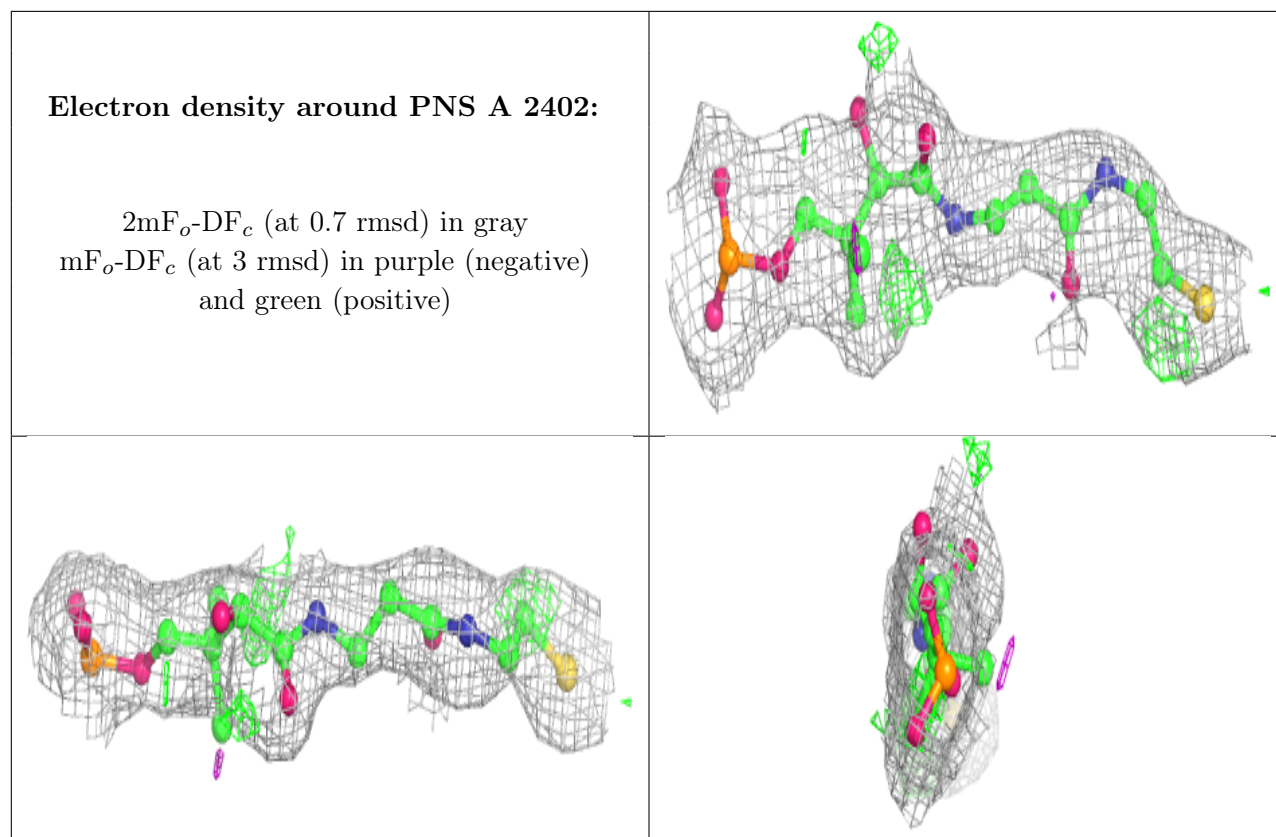 Electron density around PNS A 2402:
2mFo-DFc (at 0.7 rmsd) in gray
mFo-DFc (at 3 rmsd) in purple (negative)
and green (positive)